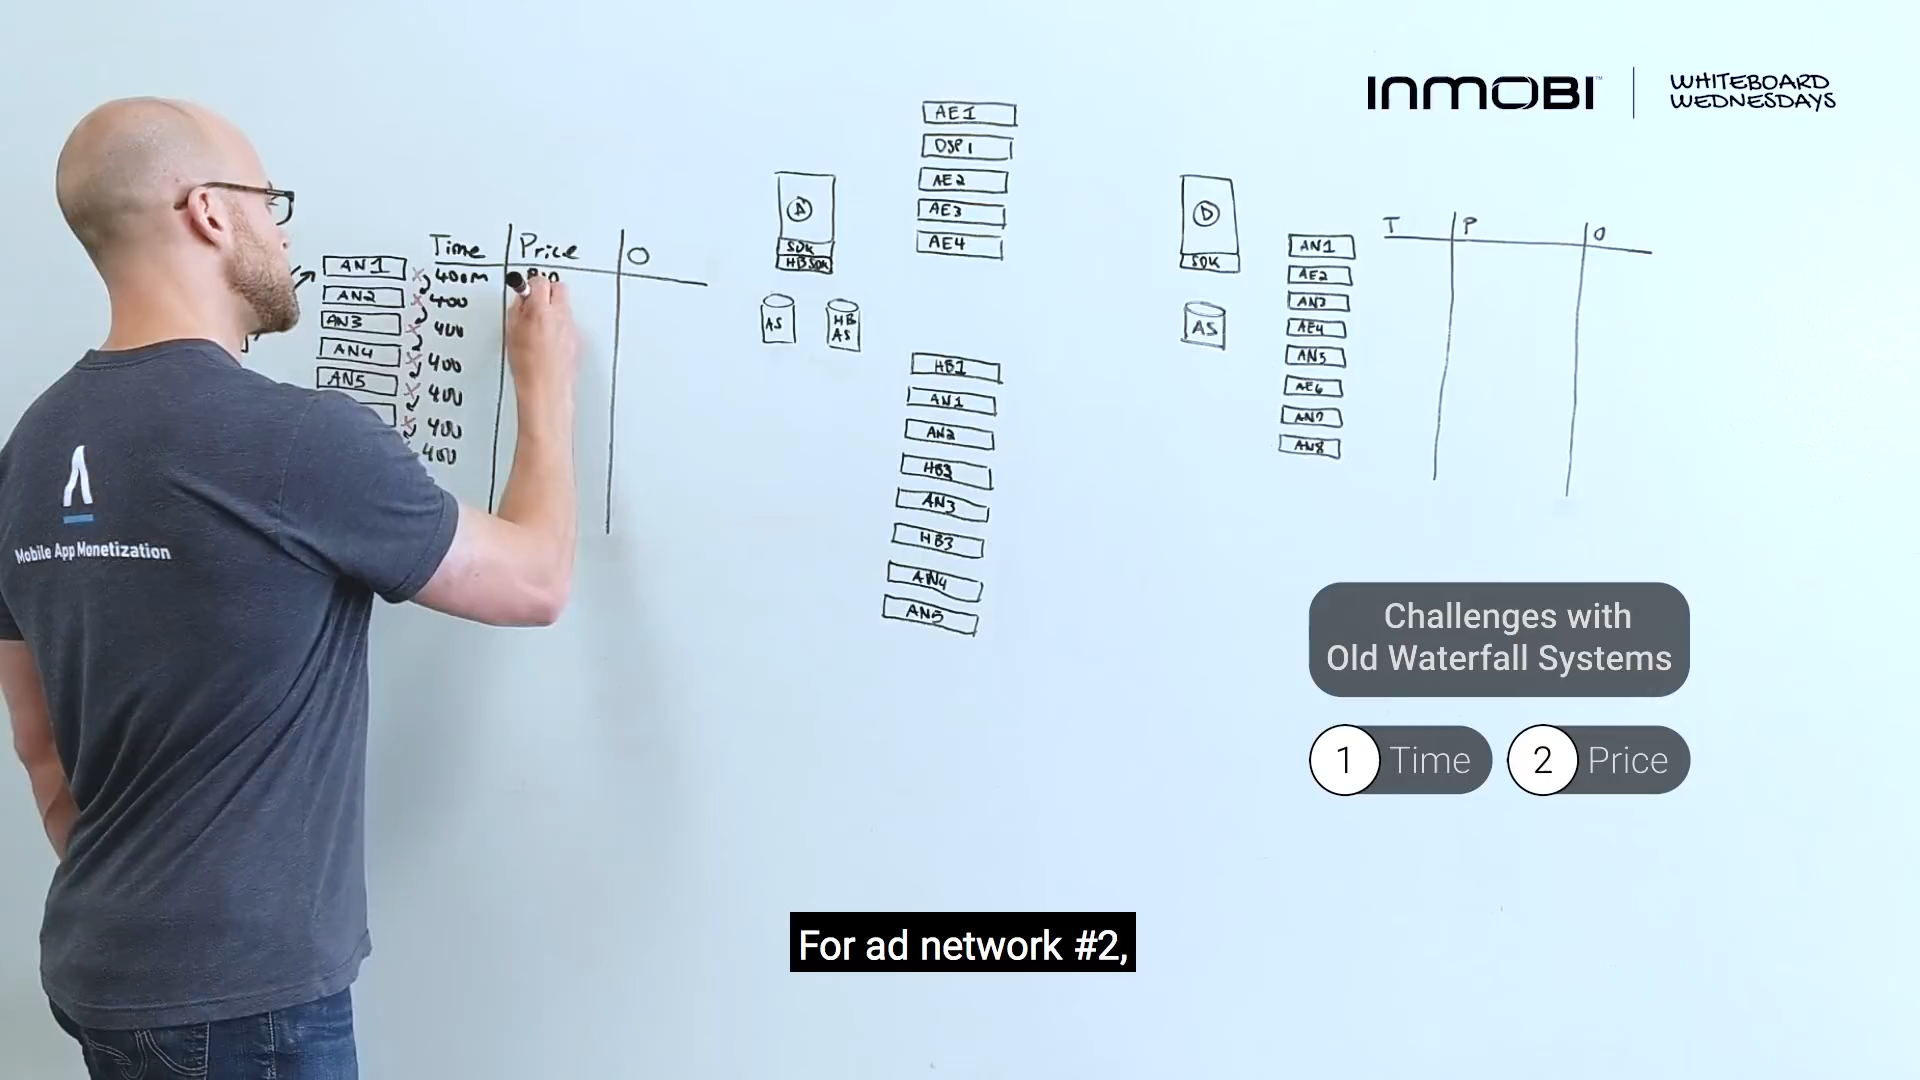 INMOBI™
WHITEBOARD
WEDNESDAYS
Time Price O
AN1 400m
AN2 400
AN3 400
AN4 400
AN5 400
400
400
Mobile App Monetization
A
SDK
HB SDK
AS
HB
AS
AE1
DSP1
AE2
AE3
AE4
HB1
AN1
AN2
AN3
HB3
AN4
AN5
D
SDK
AS
AN1
AE2
AE4
AN5
AE6
AN7
AN8
T P O
Challenges with
Old Waterfall Systems
1 Time 2 Price
For ad network #2,